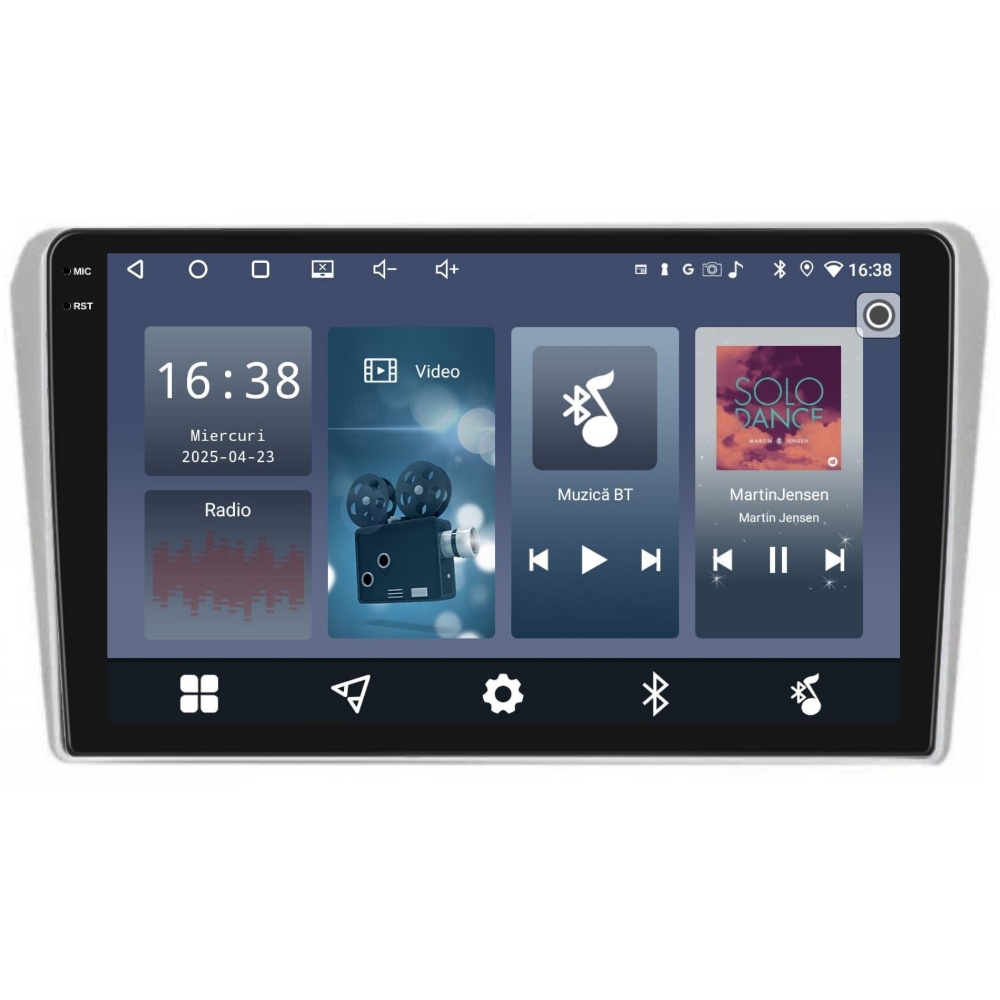 MIC
RST
G
16:38
16:38
Miercuri
2025-04-23
Radio
Video
Muzică BT
SOLO
DANCE
MARTIN JENSEN
MartinJensen
Martin Jensen